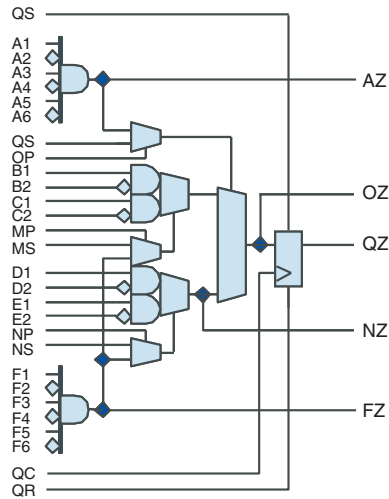 QS
A1
A2
A3
A4
A5
A6
AZ
QS
OP
B1
B2
C1
C2
MP
MS
OZ
QZ
D1
D2
E1
E2
NP
NS
NZ
F1
F2
F3
F4
F5
F6
FZ
QC
QR